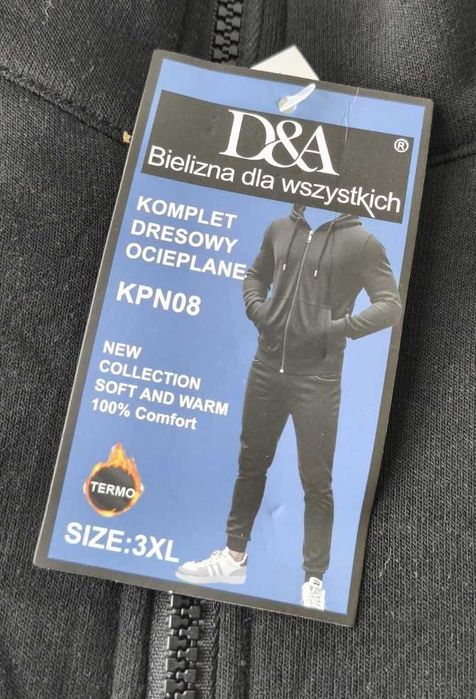 D&A ®
Bielizna dla wszystkich
KOMPLET
DRESOWY
OCIEPLANE
KPN08
NEW
COLLECTION
SOFT AND WARM
100% Comfort
TERMO
SIZE:3XL